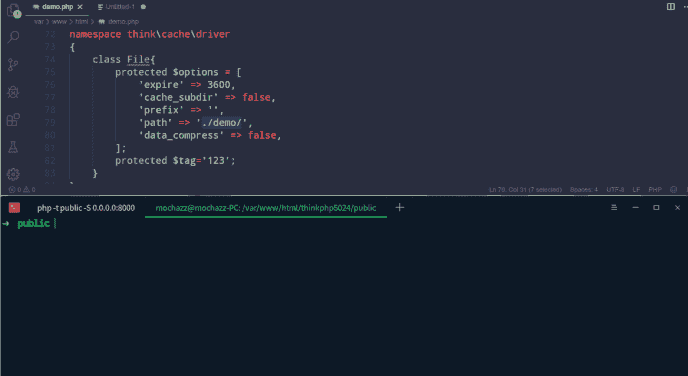 demo.php × Untitled-1 ●
var > www > html > demo.php
72 namespace think\cache\driver
73 {
74 class File{
75 protected $options = [
76 'expire' => 3600,
77 'cache_subdir' => false,
78 'prefix' => '',
79 'path' => './demo/',
80 'data_compress' => false,
81 ];
82 protected $tag='123';
83 }
Ln 79, Col 31 (7 selected) Spaces: 4 UTF-8 LF PHP
php -t public -S 0.0.0.0:8000 mochazz@mochazz-PC: /var/www/html/thinkphp5024/public
➜ public